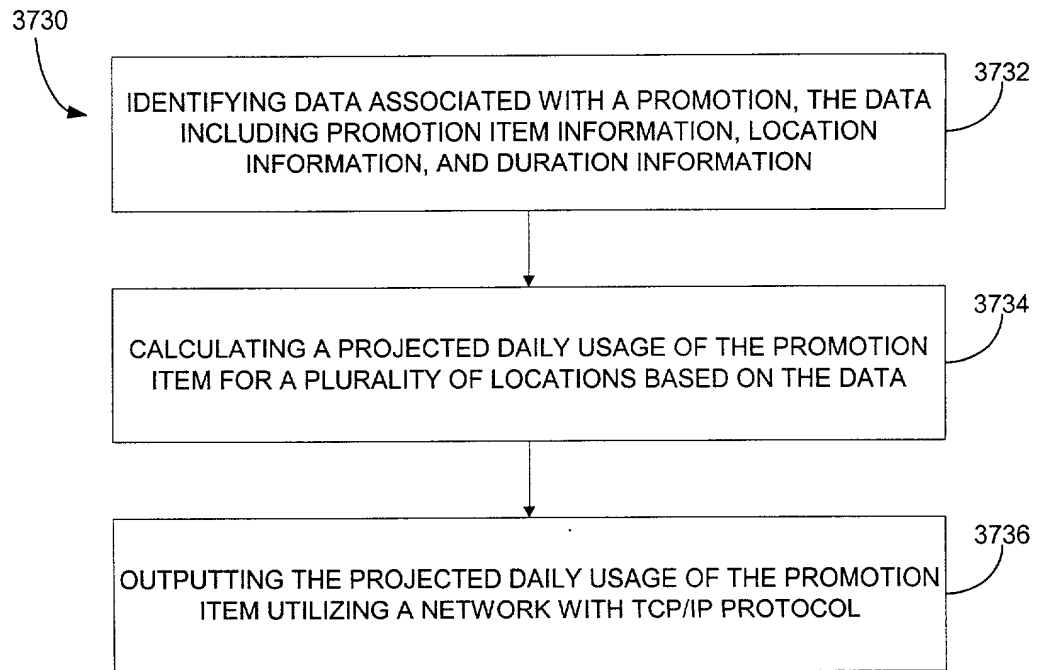 3730
3732
IDENTIFYING DATA ASSOCIATED WITH A PROMOTION, THE DATA
INCLUDING PROMOTION ITEM INFORMATION, LOCATION
INFORMATION, AND DURATION INFORMATION
3734
CALCULATING A PROJECTED DAILY USAGE OF THE PROMOTION
ITEM FOR A PLURALITY OF LOCATIONS BASED ON THE DATA
3736
OUTPUTTING THE PROJECTED DAILY USAGE OF THE PROMOTION
ITEM UTILIZING A NETWORK WITH TCP/IP PROTOCOL